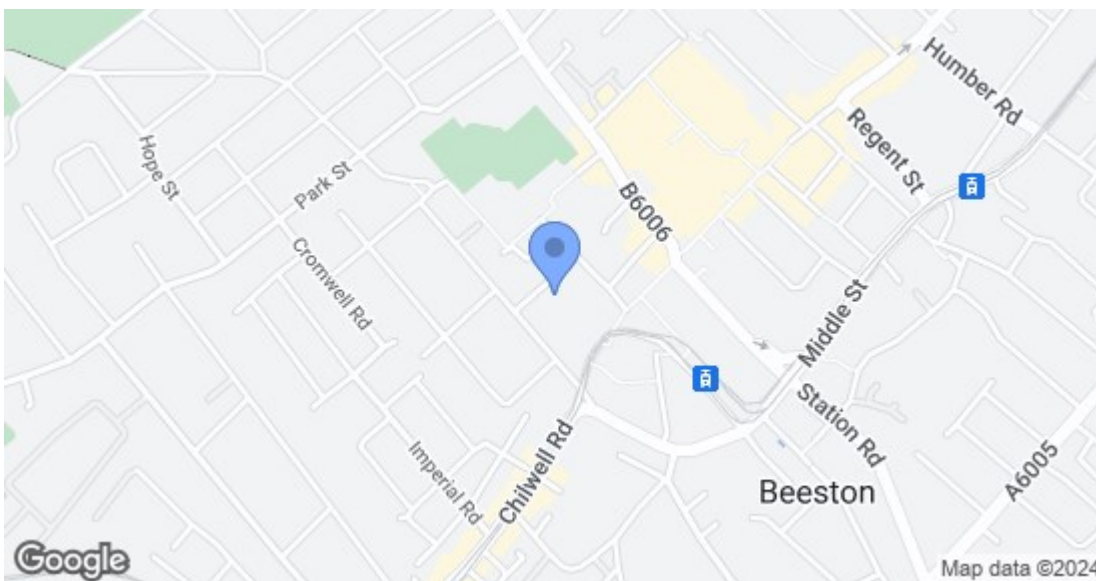 Humber Rd
Regent St
Hope St
Park St
B6006
Cromwell Rd
Middle St
Station Rd
Chilwell Rd
Imperial Rd
A6005
Beeston
Google
Map data ©2024